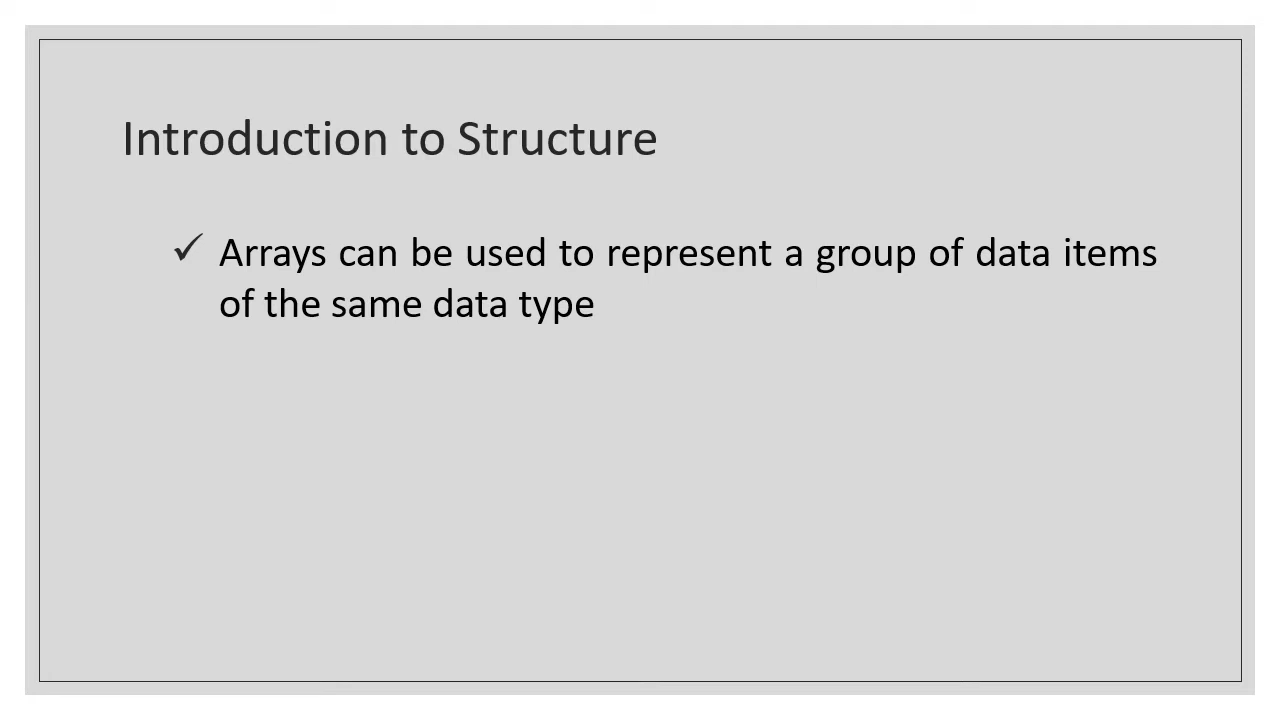 Introduction to Structure
✓ Arrays can be used to represent a group of data items
of the same data type